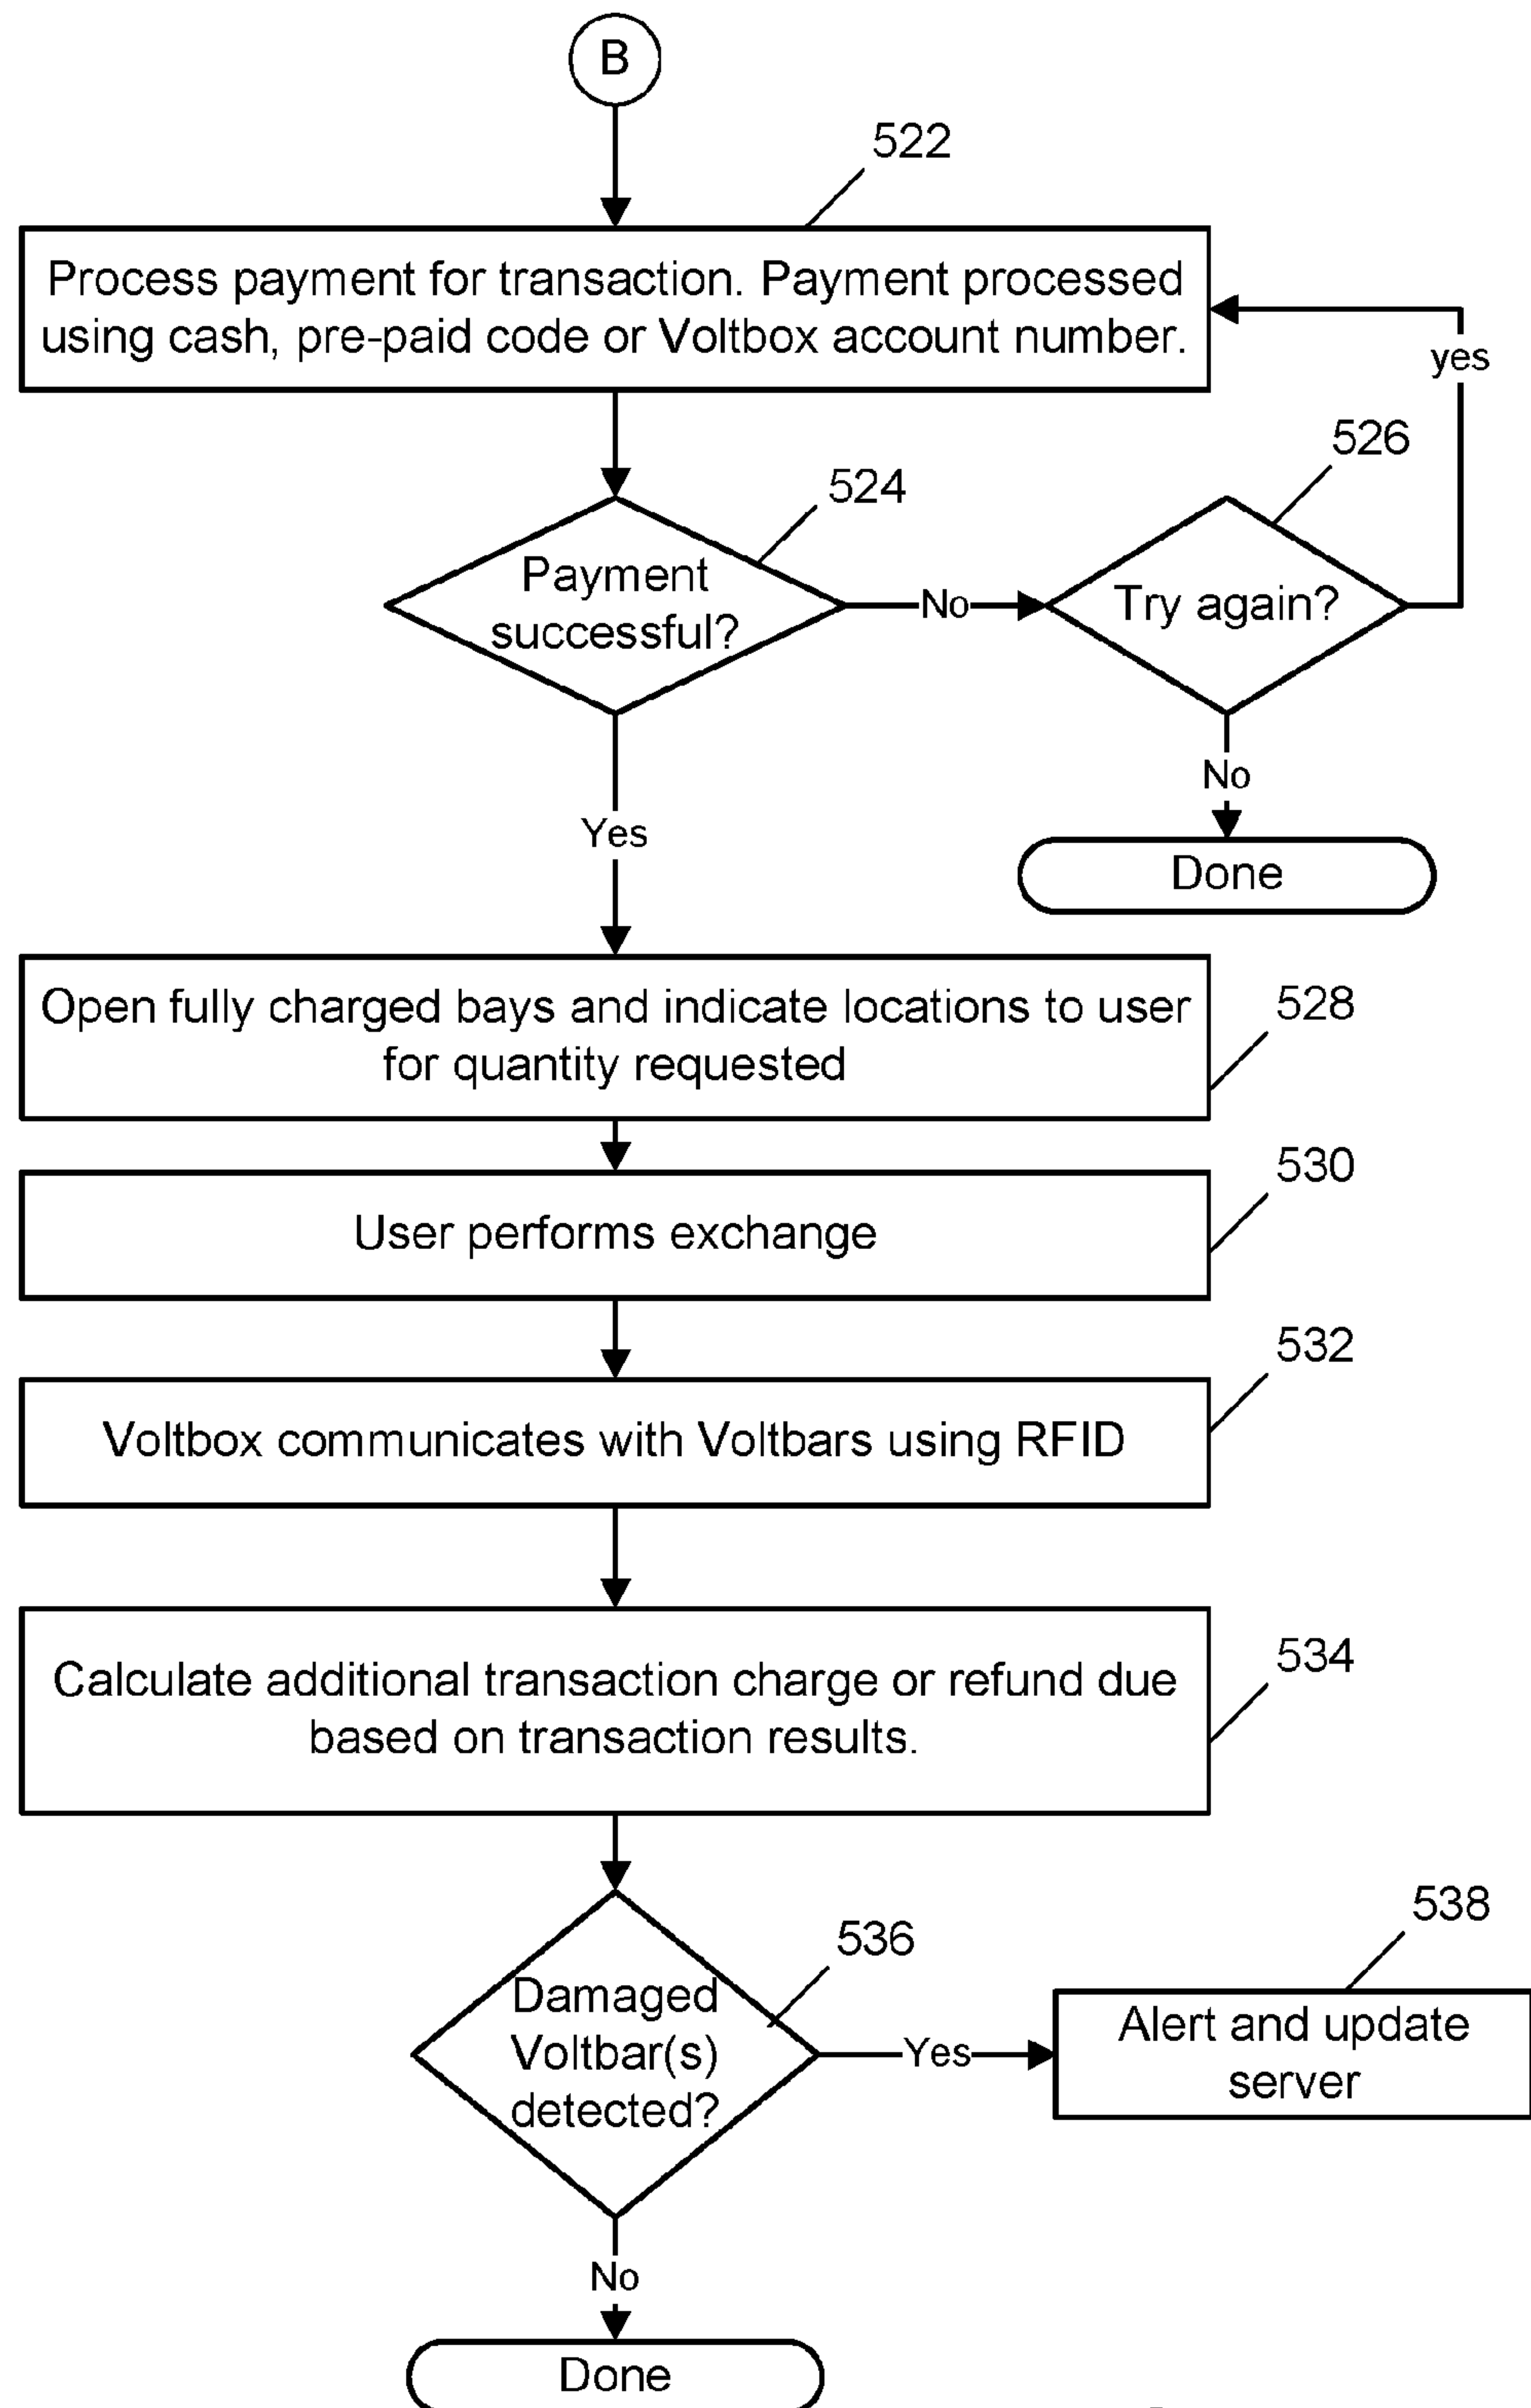 B
522
Process payment for transaction. Payment processed
using cash, pre-paid code or Voltbox account number.
yes
526
524
Payment
successful?
No
Try again?
No
Done
Yes
Open fully charged bays and indicate locations to user
for quantity requested
528
530
User performs exchange
532
Voltbox communicates with Voltbars using RFID
534
Calculate additional transaction charge or refund due
based on transaction results.
538
536
Damaged
Voltbar(s)
detected?
Yes
Alert and update
server
No
Done